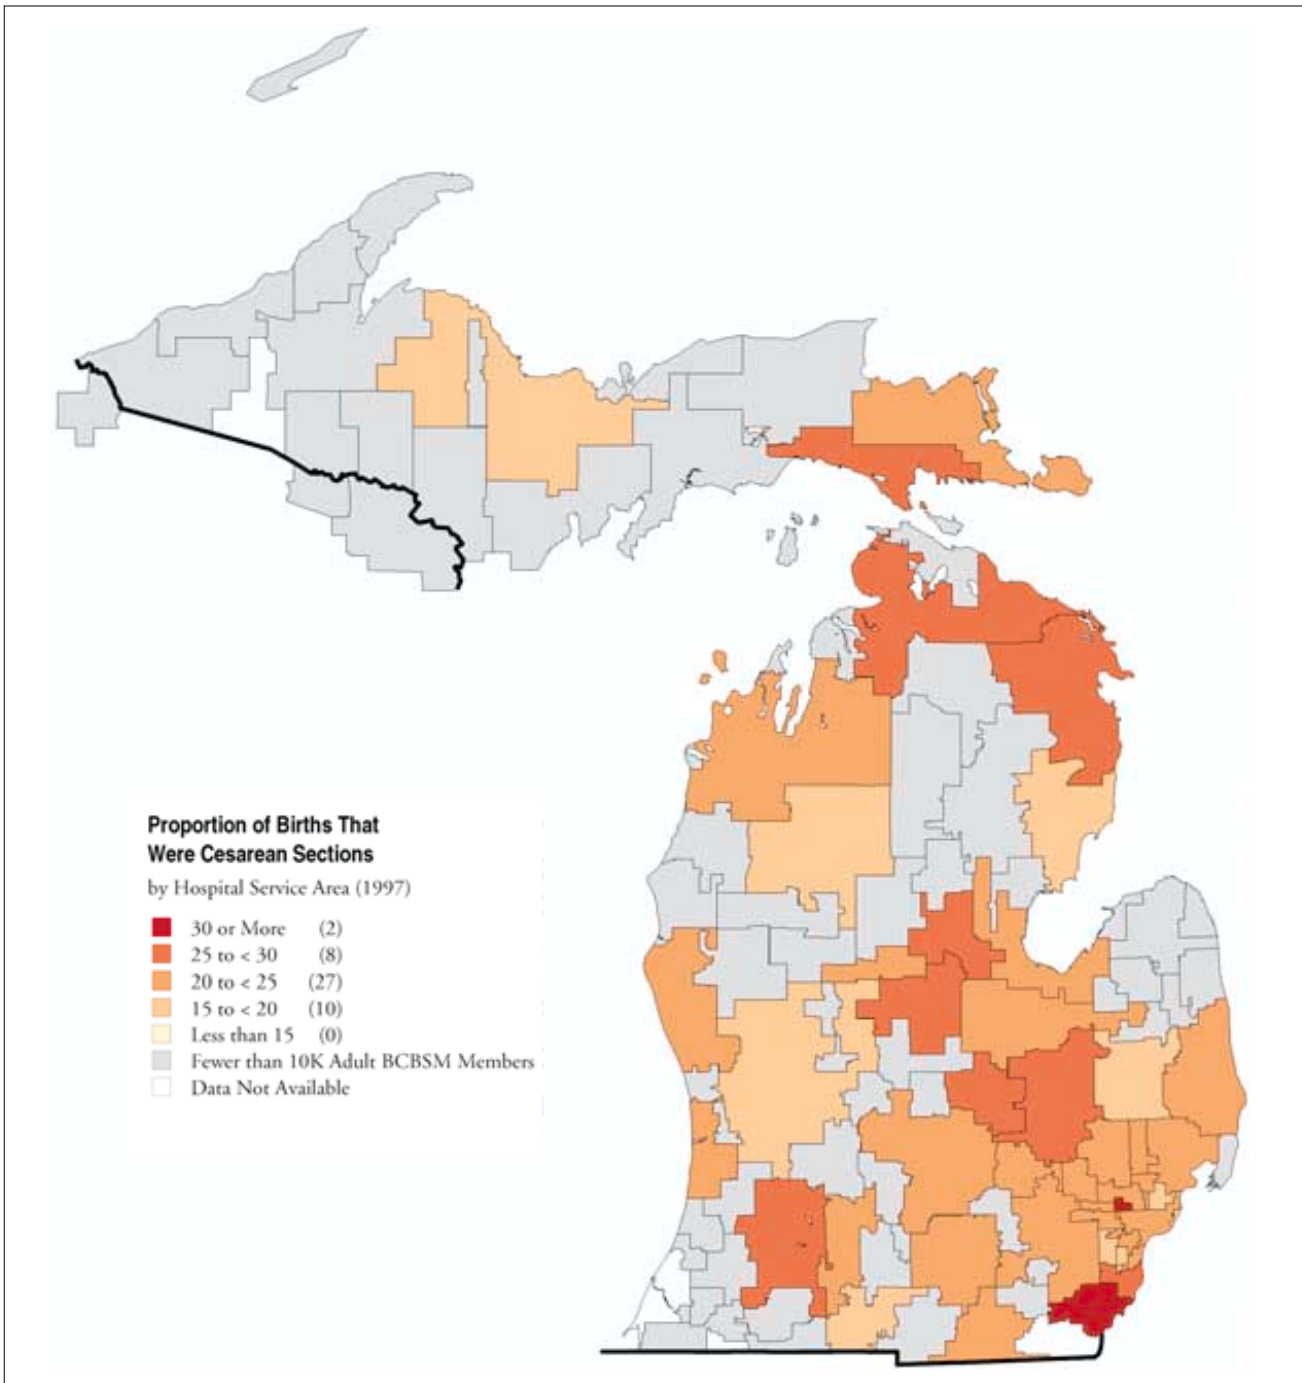 Proportion of Births That
Were Cesarean Sections
by Hospital Service Area (1997)
30 or More (2)
25 to < 30 (8)
20 to < 25 (27)
15 to < 20 (10)
Less than 15 (0)
Fewer than 10K Adult BCBSM Members
Data Not Available